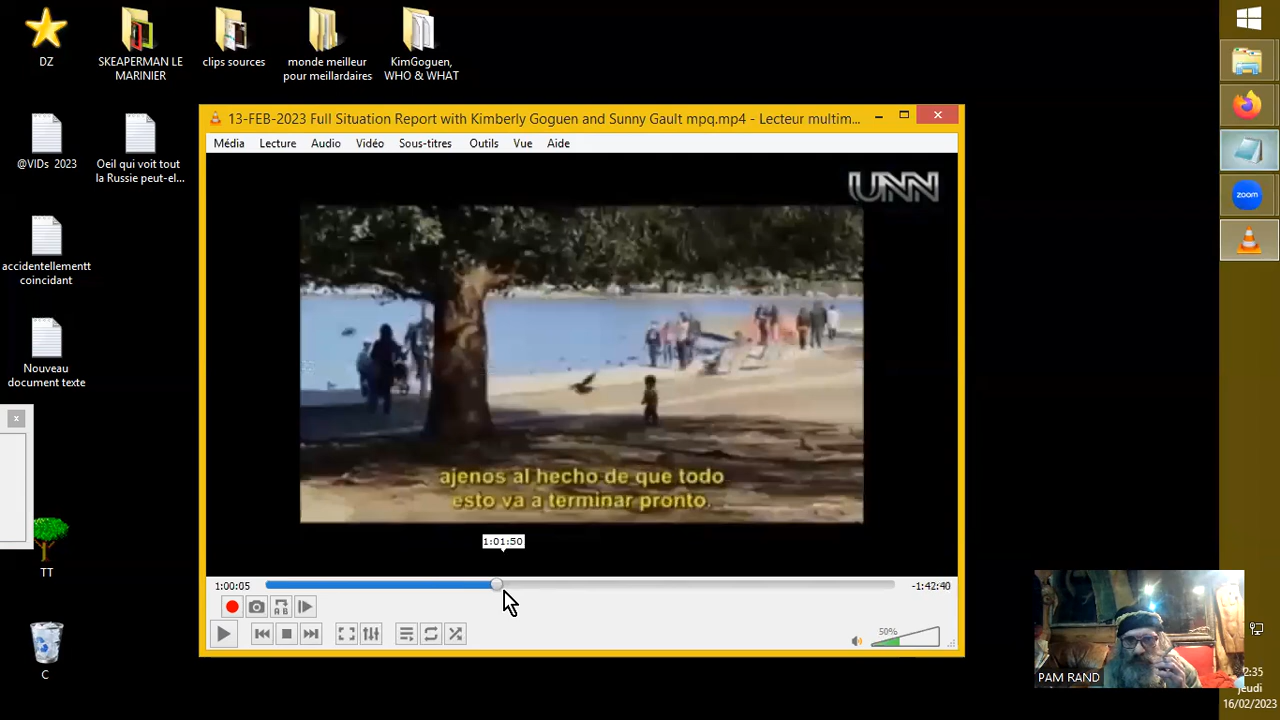 DZ
SKEAPERMAN LE
MARINIER
clips sources
monde meilleur
pour meillardaires
KimGoguen,
WHO & WHAT
@VIDs 2023
Oeil qui voit tout
la Russie peut-el...
accidentellementt
coincidant
Nouveau
document texte
x
TT
C
13-FEB-2023 Full Situation Report with Kimberly Goguen and Sunny Gault mpq.mp4 - Lecteur multim...
Média Lecture Audio Vidéo Sous-titres Outils Vue Aide
UNN
ajenos al hecho de que todo
esto va a terminar pronto.
1:01:50
1:00:05
-1:42:40
AB
50%
zoom
PAM RAND
2:35
jeudi
16/02/2023